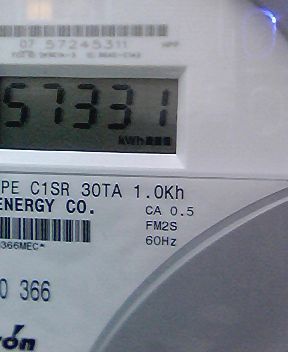 07 57245311
57331
kWh
PE C1SR 30TA 1.0Kh
ENERGY CO.
CA 0.5
FM2S
60Hz
366MEC*
0 366
rón